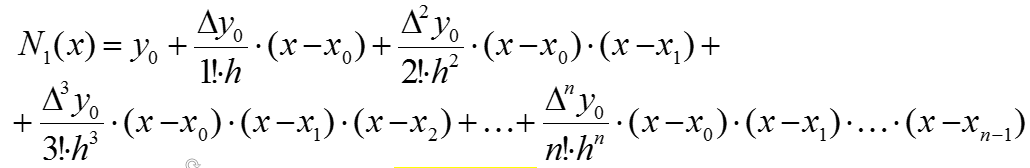 N₁(x) = y₀ + Δy₀/(1!·h) · (x−x₀) + Δ²y₀/(2!·h²) · (x−x₀)·(x−x₁) +
+ Δ³y₀/(3!·h³) · (x−x₀)·(x−x₁)·(x−x₂) + … + Δⁿy₀/(n!·hⁿ) · (x−x₀)·(x−x₁)·…·(x−xₙ₋₁)